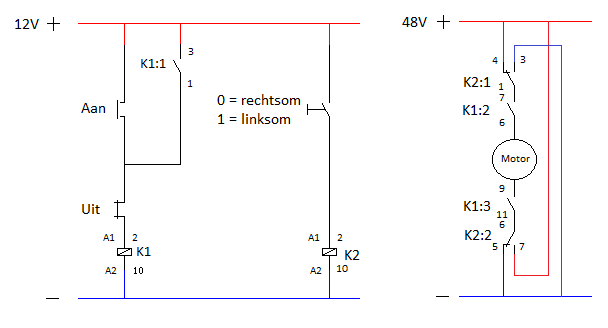 12V +
K1:1
3
1
Aan
Uit
A1 2
K1
A2 10
−
0 = rechtsom
1 = linksom
A1 2
K2
A2 10
48V +
4 3
K2:1
1
7
K1:2
6
Motor
9
K1:3
11
6
K2:2
5 7
−